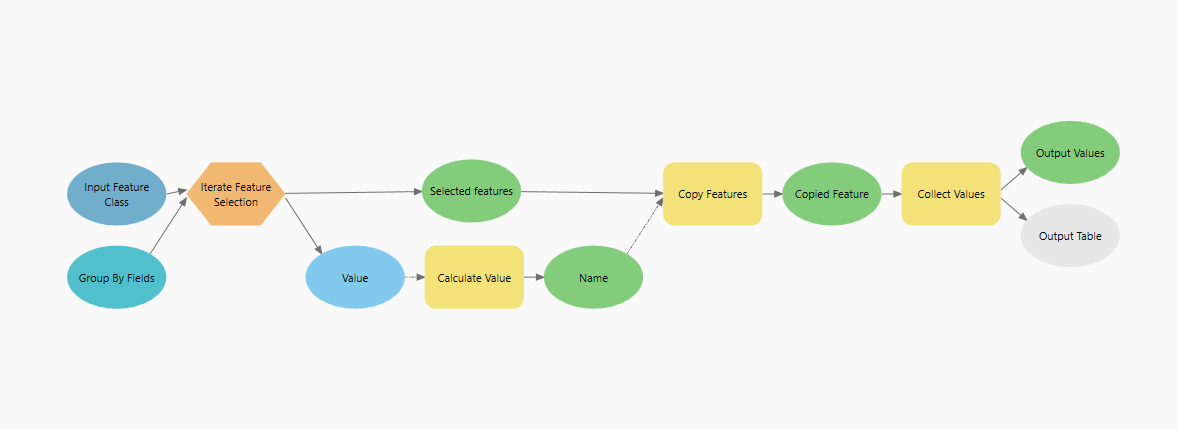 Input Feature
Class
Group By Fields
Iterate Feature
Selection
Selected features
Value
Calculate Value
Name
Copy Features
Copied Feature
Collect Values
Output Values
Output Table